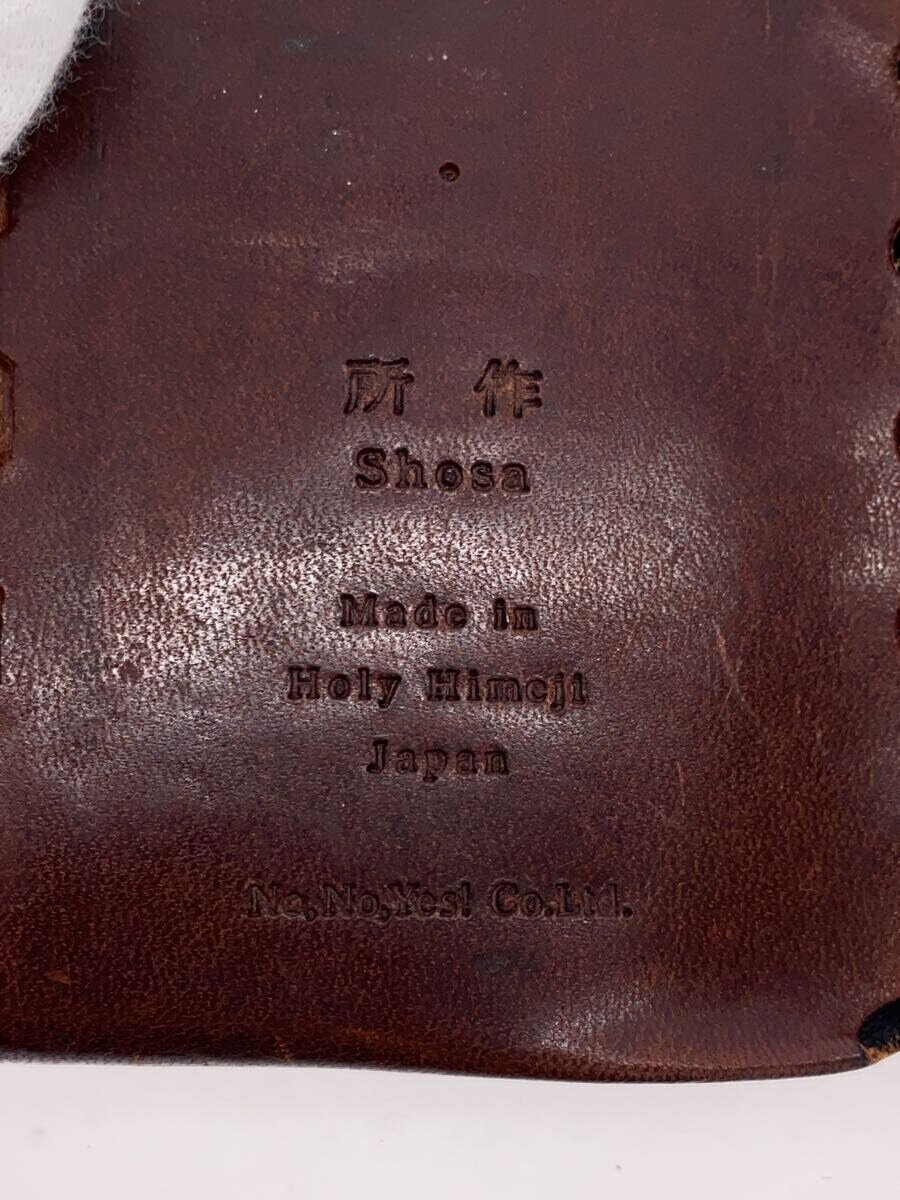 所 作
Shosa
Made in
Holy Himeji
Japan
No,No,Yes! Co.Ltd.